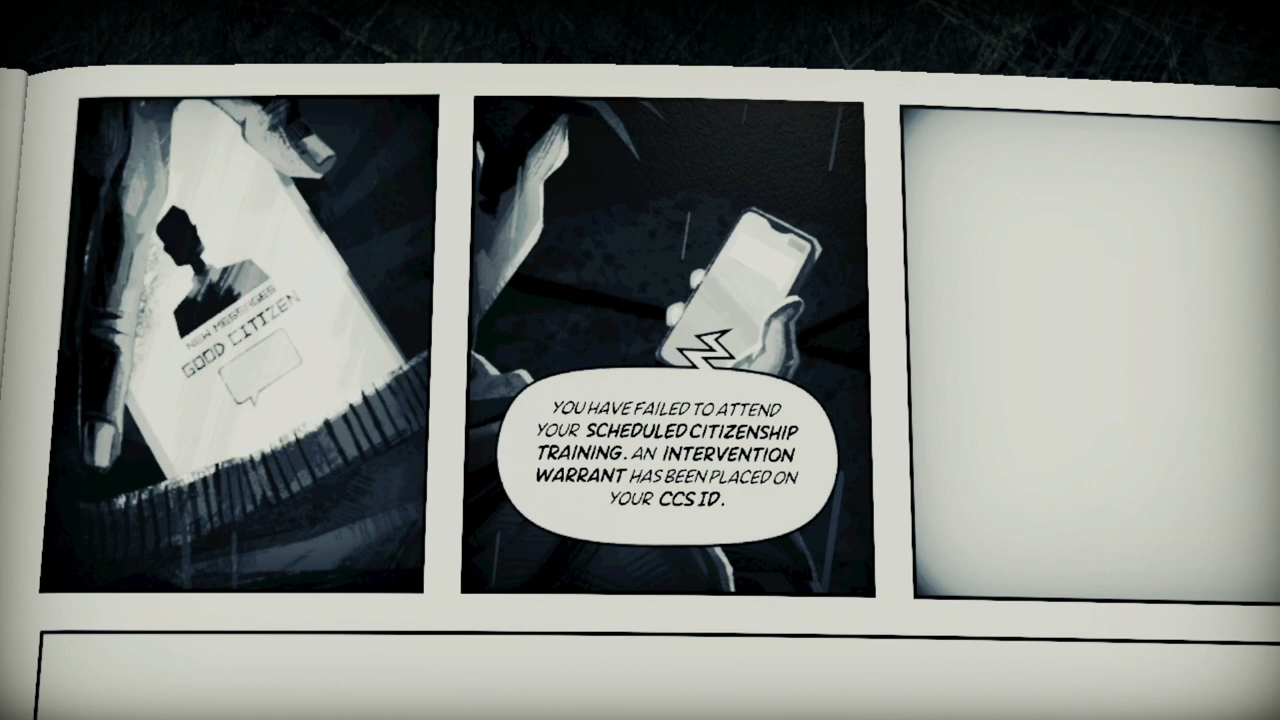 NEW MESSAGES
GOOD CITIZEN
YOU HAVE FAILED TO ATTEND
YOUR SCHEDULED CITIZENSHIP
TRAINING. AN INTERVENTION
WARRANT HAS BEEN PLACED ON
YOUR CCS ID.